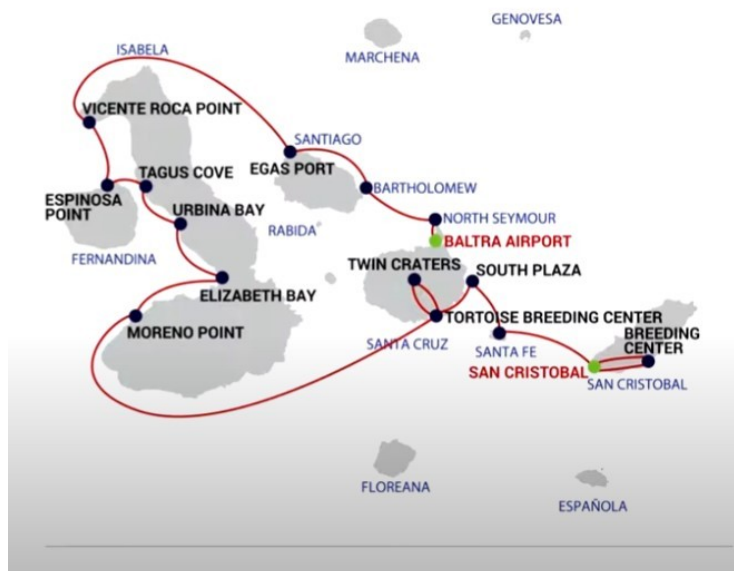 GENOVESA
ISABELA
MARCHENA
VICENTE ROCA POINT
SANTIAGO
EGAS PORT
TAGUS COVE
BARTHOLOMEW
ESPINOSA
POINT
URBINA BAY
NORTH SEYMOUR
RABIDA
BALTRA AIRPORT
FERNANDINA
TWIN CRATERS
SOUTH PLAZA
ELIZABETH BAY
TORTOISE BREEDING CENTER
MORENO POINT
BREEDING
CENTER
SANTA CRUZ
SANTA FE
SAN CRISTOBAL
SAN CRISTOBAL
FLOREANA
ESPAÑOLA